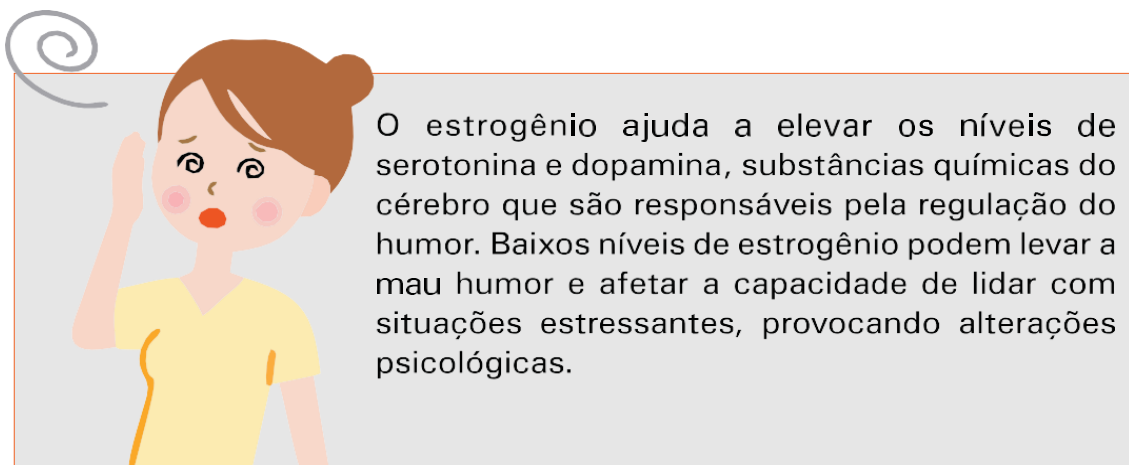 O estrogênio ajuda a elevar os níveis de
serotonina e dopamina, substâncias químicas do
cérebro que são responsáveis pela regulação do
humor. Baixos níveis de estrogênio podem levar a
mau humor e afetar a capacidade de lidar com
situações estressantes, provocando alterações
psicológicas.